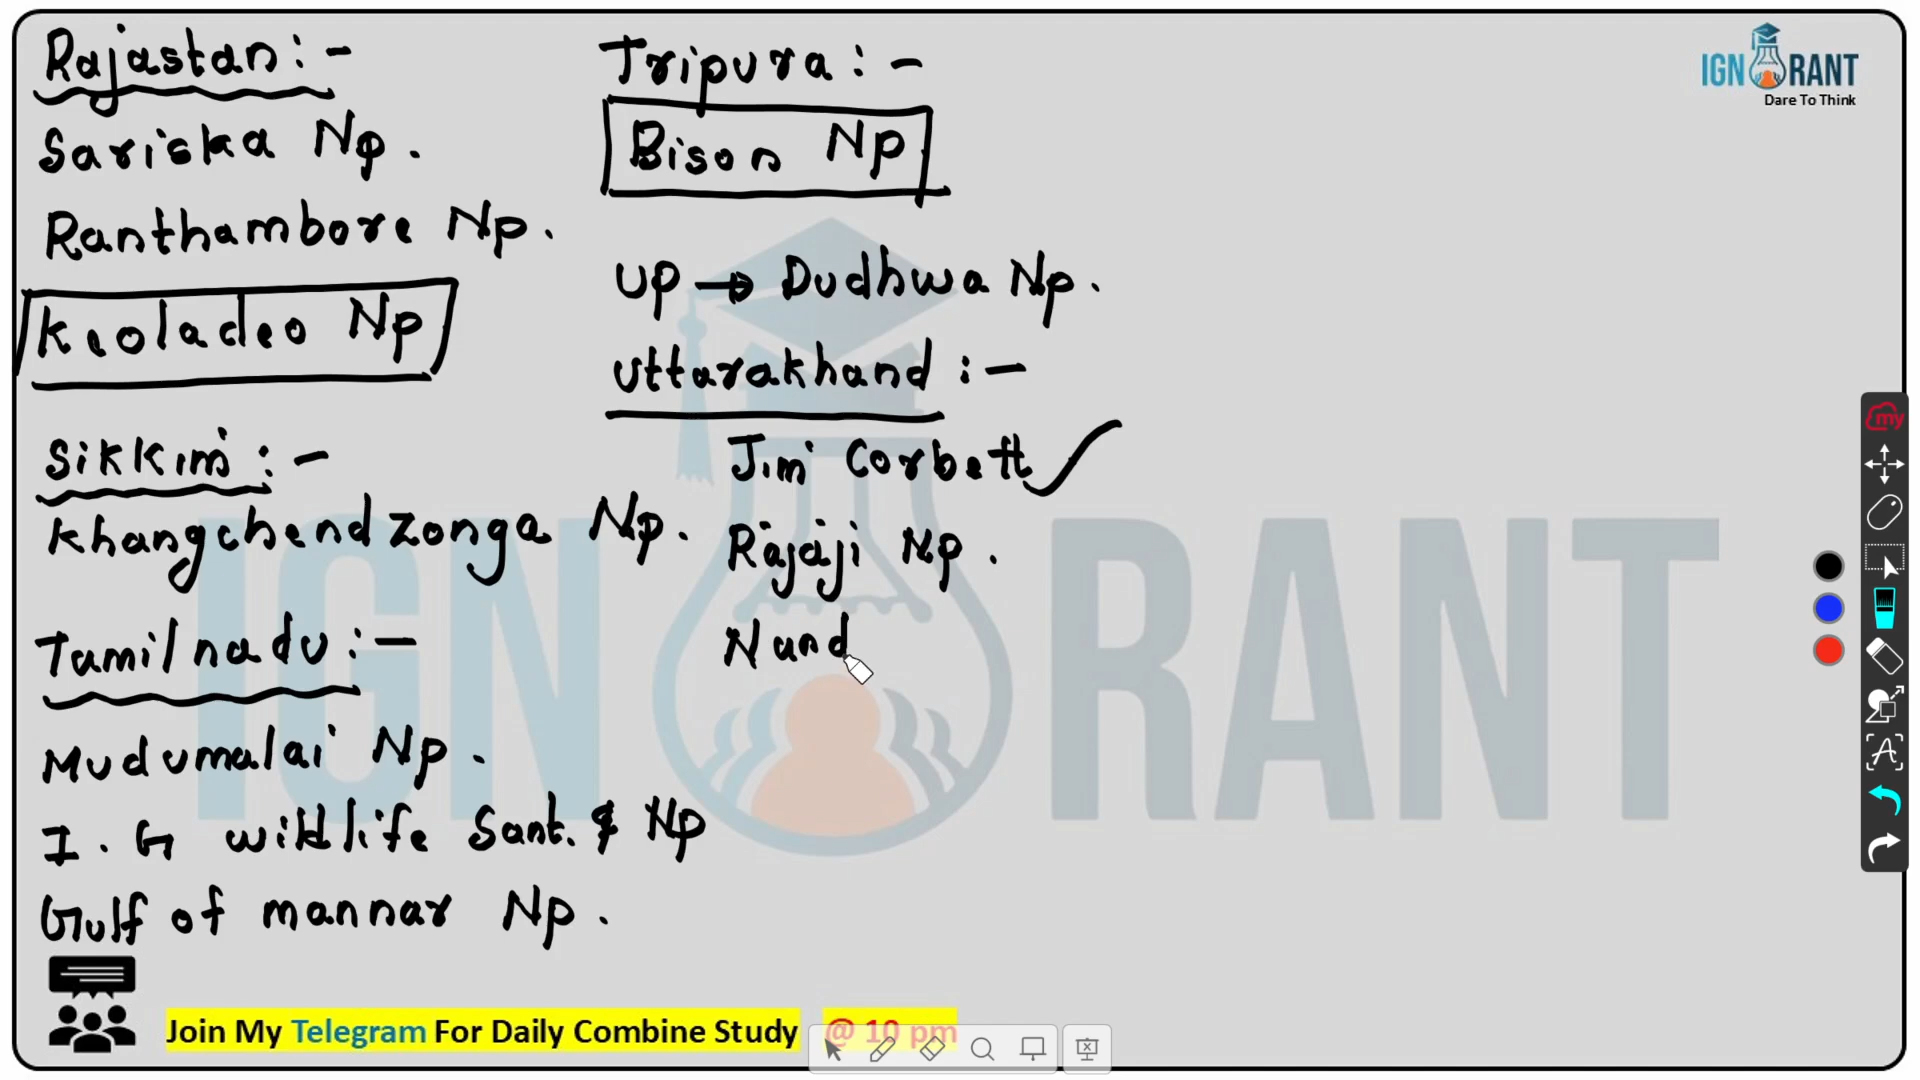 Rajastan:-
Sariska Np.
Ranthambore Np.
Keoladeo Np
Sikkim:-
Khangchendzonga Np.
Tamilnadu:-
Mudumalai Np.
I. G wildlife Sant. & Np
Gulf of mannar Np.
Tripura:-
Bison Np
UP → Dudhwa Np.
Uttarakhand:-
Jim Corbett ✓
Rajaji Np.
Nand
IGNORANT
Dare To Think
IGNORANT
my
A
Join My Telegram For Daily Combine Study @ 10 pm